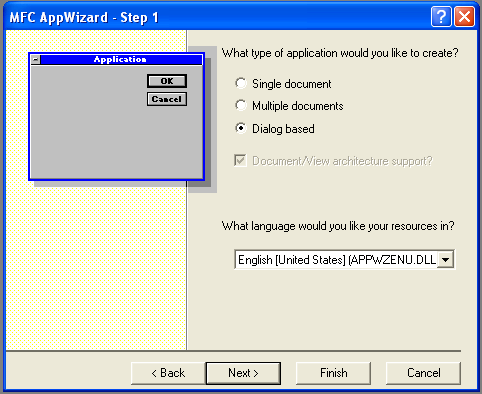 MFC AppWizard - Step 1
Application
OK
Cancel
What type of application would you like to create?
Single document
Multiple documents
Dialog based
Document/View architecture support?
What language would you like your resources in?
English [United States] (APPWZENU.DLL
< Back
Next >
Finish
Cancel